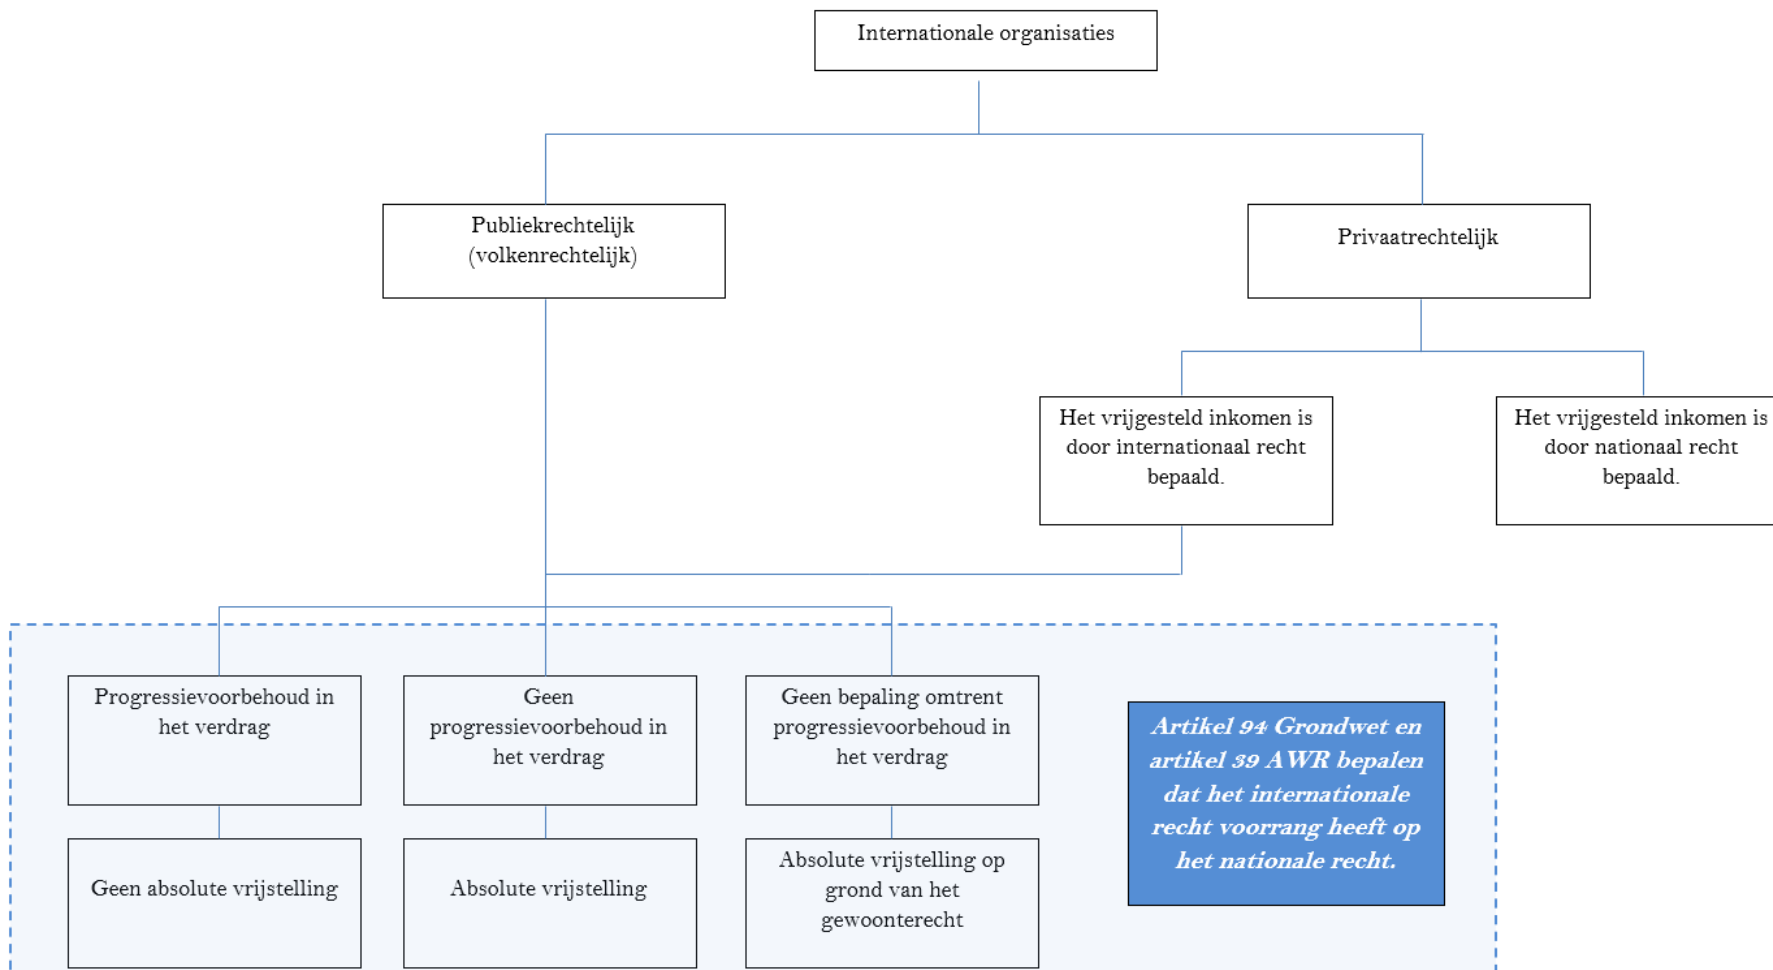 Internationale organisaties
Publiekrechtelijk
(volkenrechtelijk)
Privaatrechtelijk
Het vrijgesteld inkomen is
door internationaal recht
bepaald.
Het vrijgesteld inkomen is
door nationaal recht
bepaald.
Progressievoorbehoud in
het verdrag
Geen
progressievoorbehoud in
het verdrag
Geen bepaling omtrent
progressievoorbehoud in
het verdrag
Artikel 94 Grondwet en
artikel 39 AWR bepalen
dat het internationale
recht voorrang heeft op
het nationale recht.
Geen absolute vrijstelling
Absolute vrijstelling
Absolute vrijstelling op
grond van het
gewoonterecht